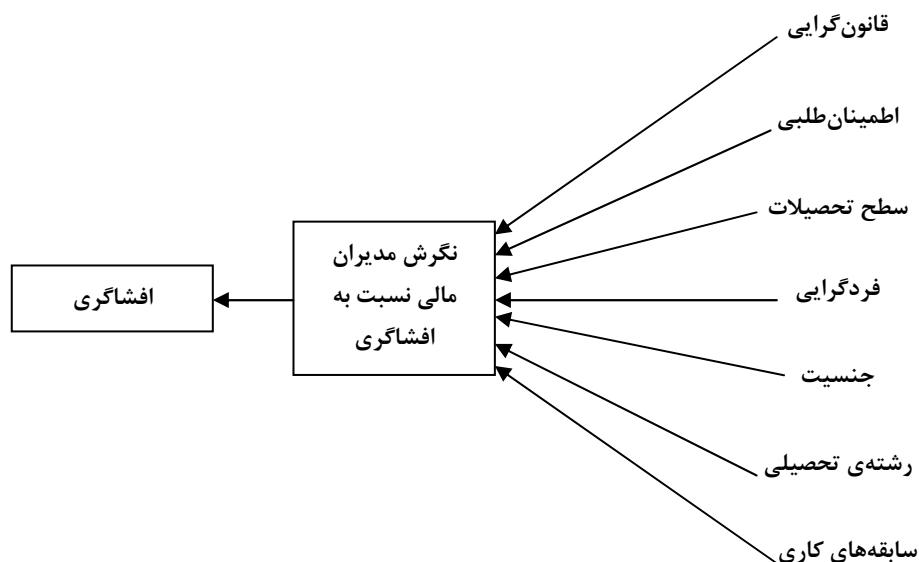 قانون‌گرایی
اطمینان‌طلبی
سطح تحصیلات
فردگرایی
جنسیت
رشته‌ی تحصیلی
سابقه‌های کاری
نگرش مدیران
مالی نسبت به
افشاگری
افشاگری